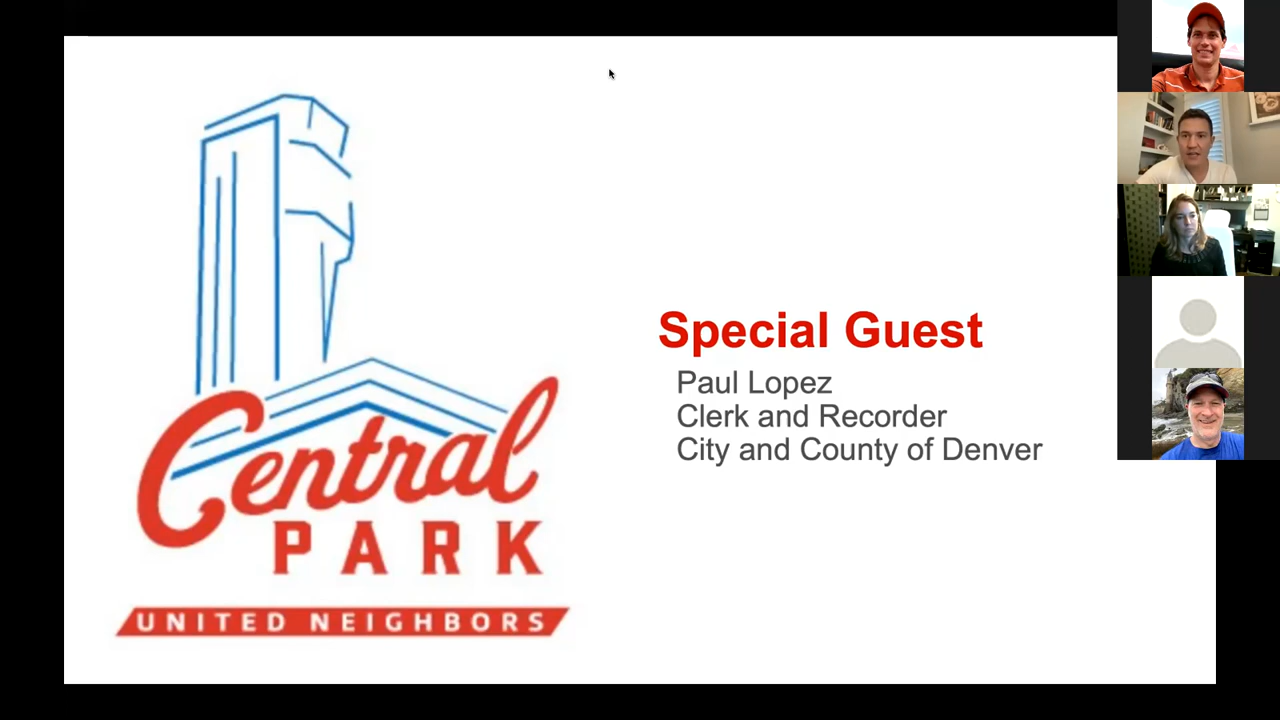 Special Guest
Paul Lopez
Clerk and Recorder
City and County of Denver
Central
PARK
UNITED NEIGHBORS